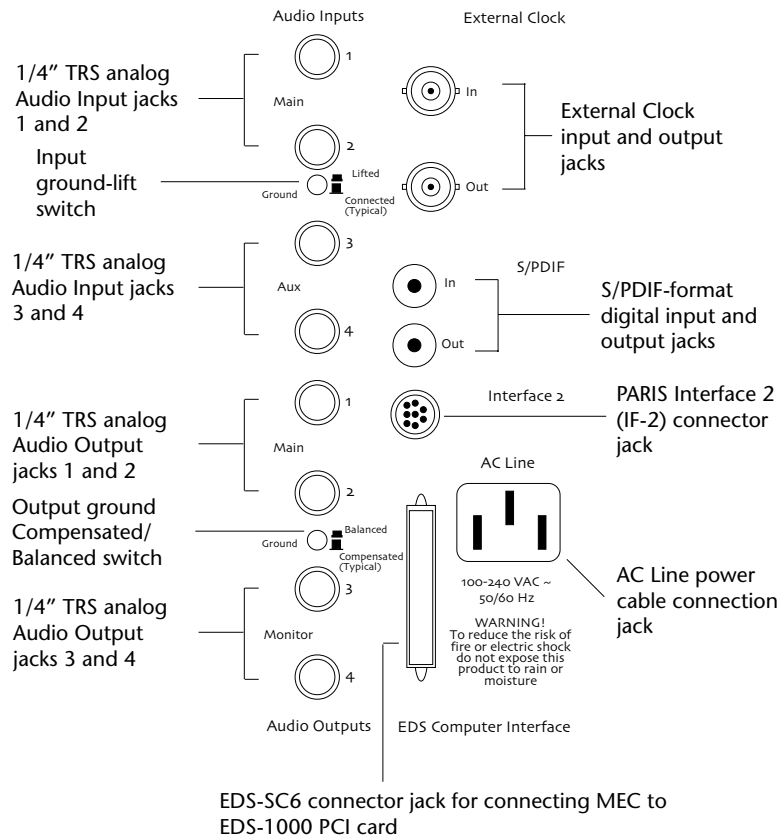 Audio Inputs
External Clock
1/4" TRS analog
Audio Input jacks
1 and 2
1
Main
2
In
Out
External Clock
input and output
jacks
Input
ground-lift
switch
Ground
Lifted
Connected
(Typical)
1/4" TRS analog
Audio Input jacks
3 and 4
3
Aux
4
S/PDIF
In
Out
S/PDIF-format
digital input and
output jacks
1/4" TRS analog
Audio Output
jacks 1 and 2
1
Main
2
Interface 2
PARIS Interface 2
(IF-2) connector
jack
AC Line
Output ground
Compensated/
Balanced switch
Ground
Balanced
Compensated
(Typical)
100-240 VAC ~
50/60 Hz
WARNING!
To reduce the risk of
fire or electric shock
do not expose this
product to rain or
moisture
AC Line power
cable connection
jack
1/4" TRS analog
Audio Output
jacks 3 and 4
3
Monitor
4
Audio Outputs
EDS Computer Interface
EDS-SC6 connector jack for connecting MEC to
EDS-1000 PCI card